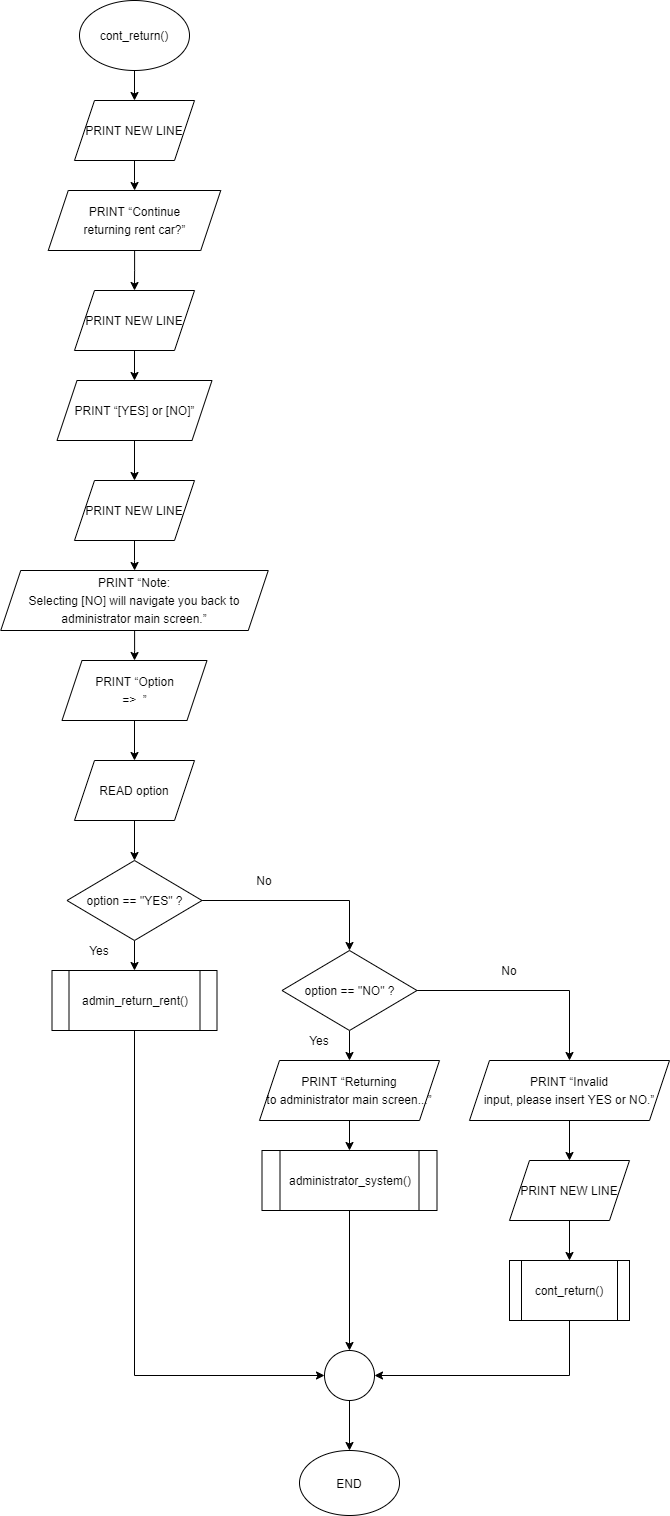 cont_return()
PRINT NEW LINE
PRINT “Continue
returning rent car?”
PRINT NEW LINE
PRINT “[YES] or [NO]”
PRINT NEW LINE
PRINT “Note:
Selecting [NO] will navigate you back to
administrator main screen.”
PRINT “Option
=>  ”
READ option
option == "YES" ?
No
Yes
admin_return_rent()
option == "NO" ?
No
Yes
PRINT “Returning
to administrator main screen...”
PRINT “Invalid
input, please insert YES or NO.”
administrator_system()
PRINT NEW LINE
cont_return()
END